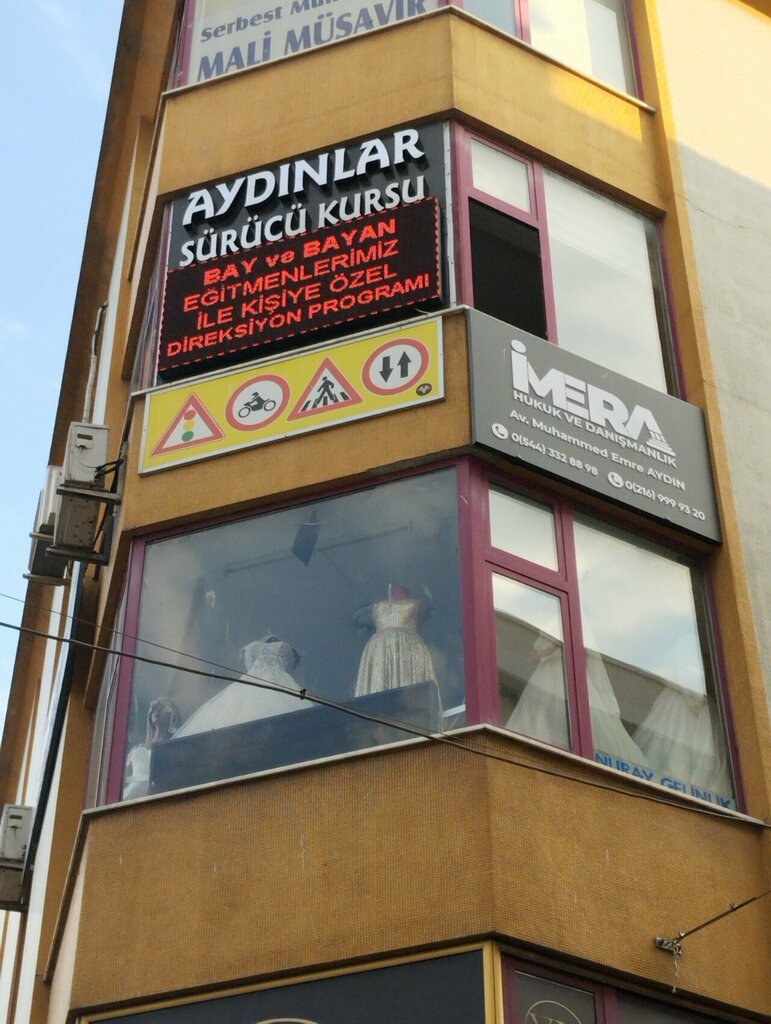 Serbest Mu
MALİ MÜŞAVİR
AYDINLAR
SÜRÜCÜ KURSU
BAY ve BAYAN
EĞİTMENLERİMİZ
İLE KİŞİYE ÖZEL
DİREKSİYON PROGRAMI
İMERA
HUKUK VE DANIŞMANLIK
Av. Muhammed Emre AYDIN
0(544) 332 88 98 0(216) 999 93 20
NURAY GELİNLİK